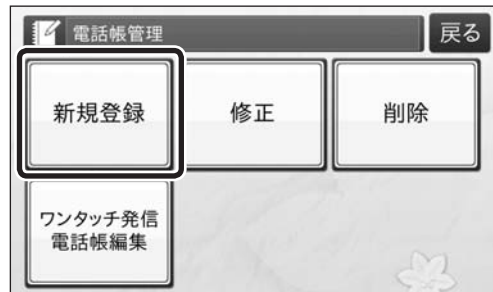 電話帳管理
戻る
新規登録
修正
削除
ワンタッチ発信
電話帳編集